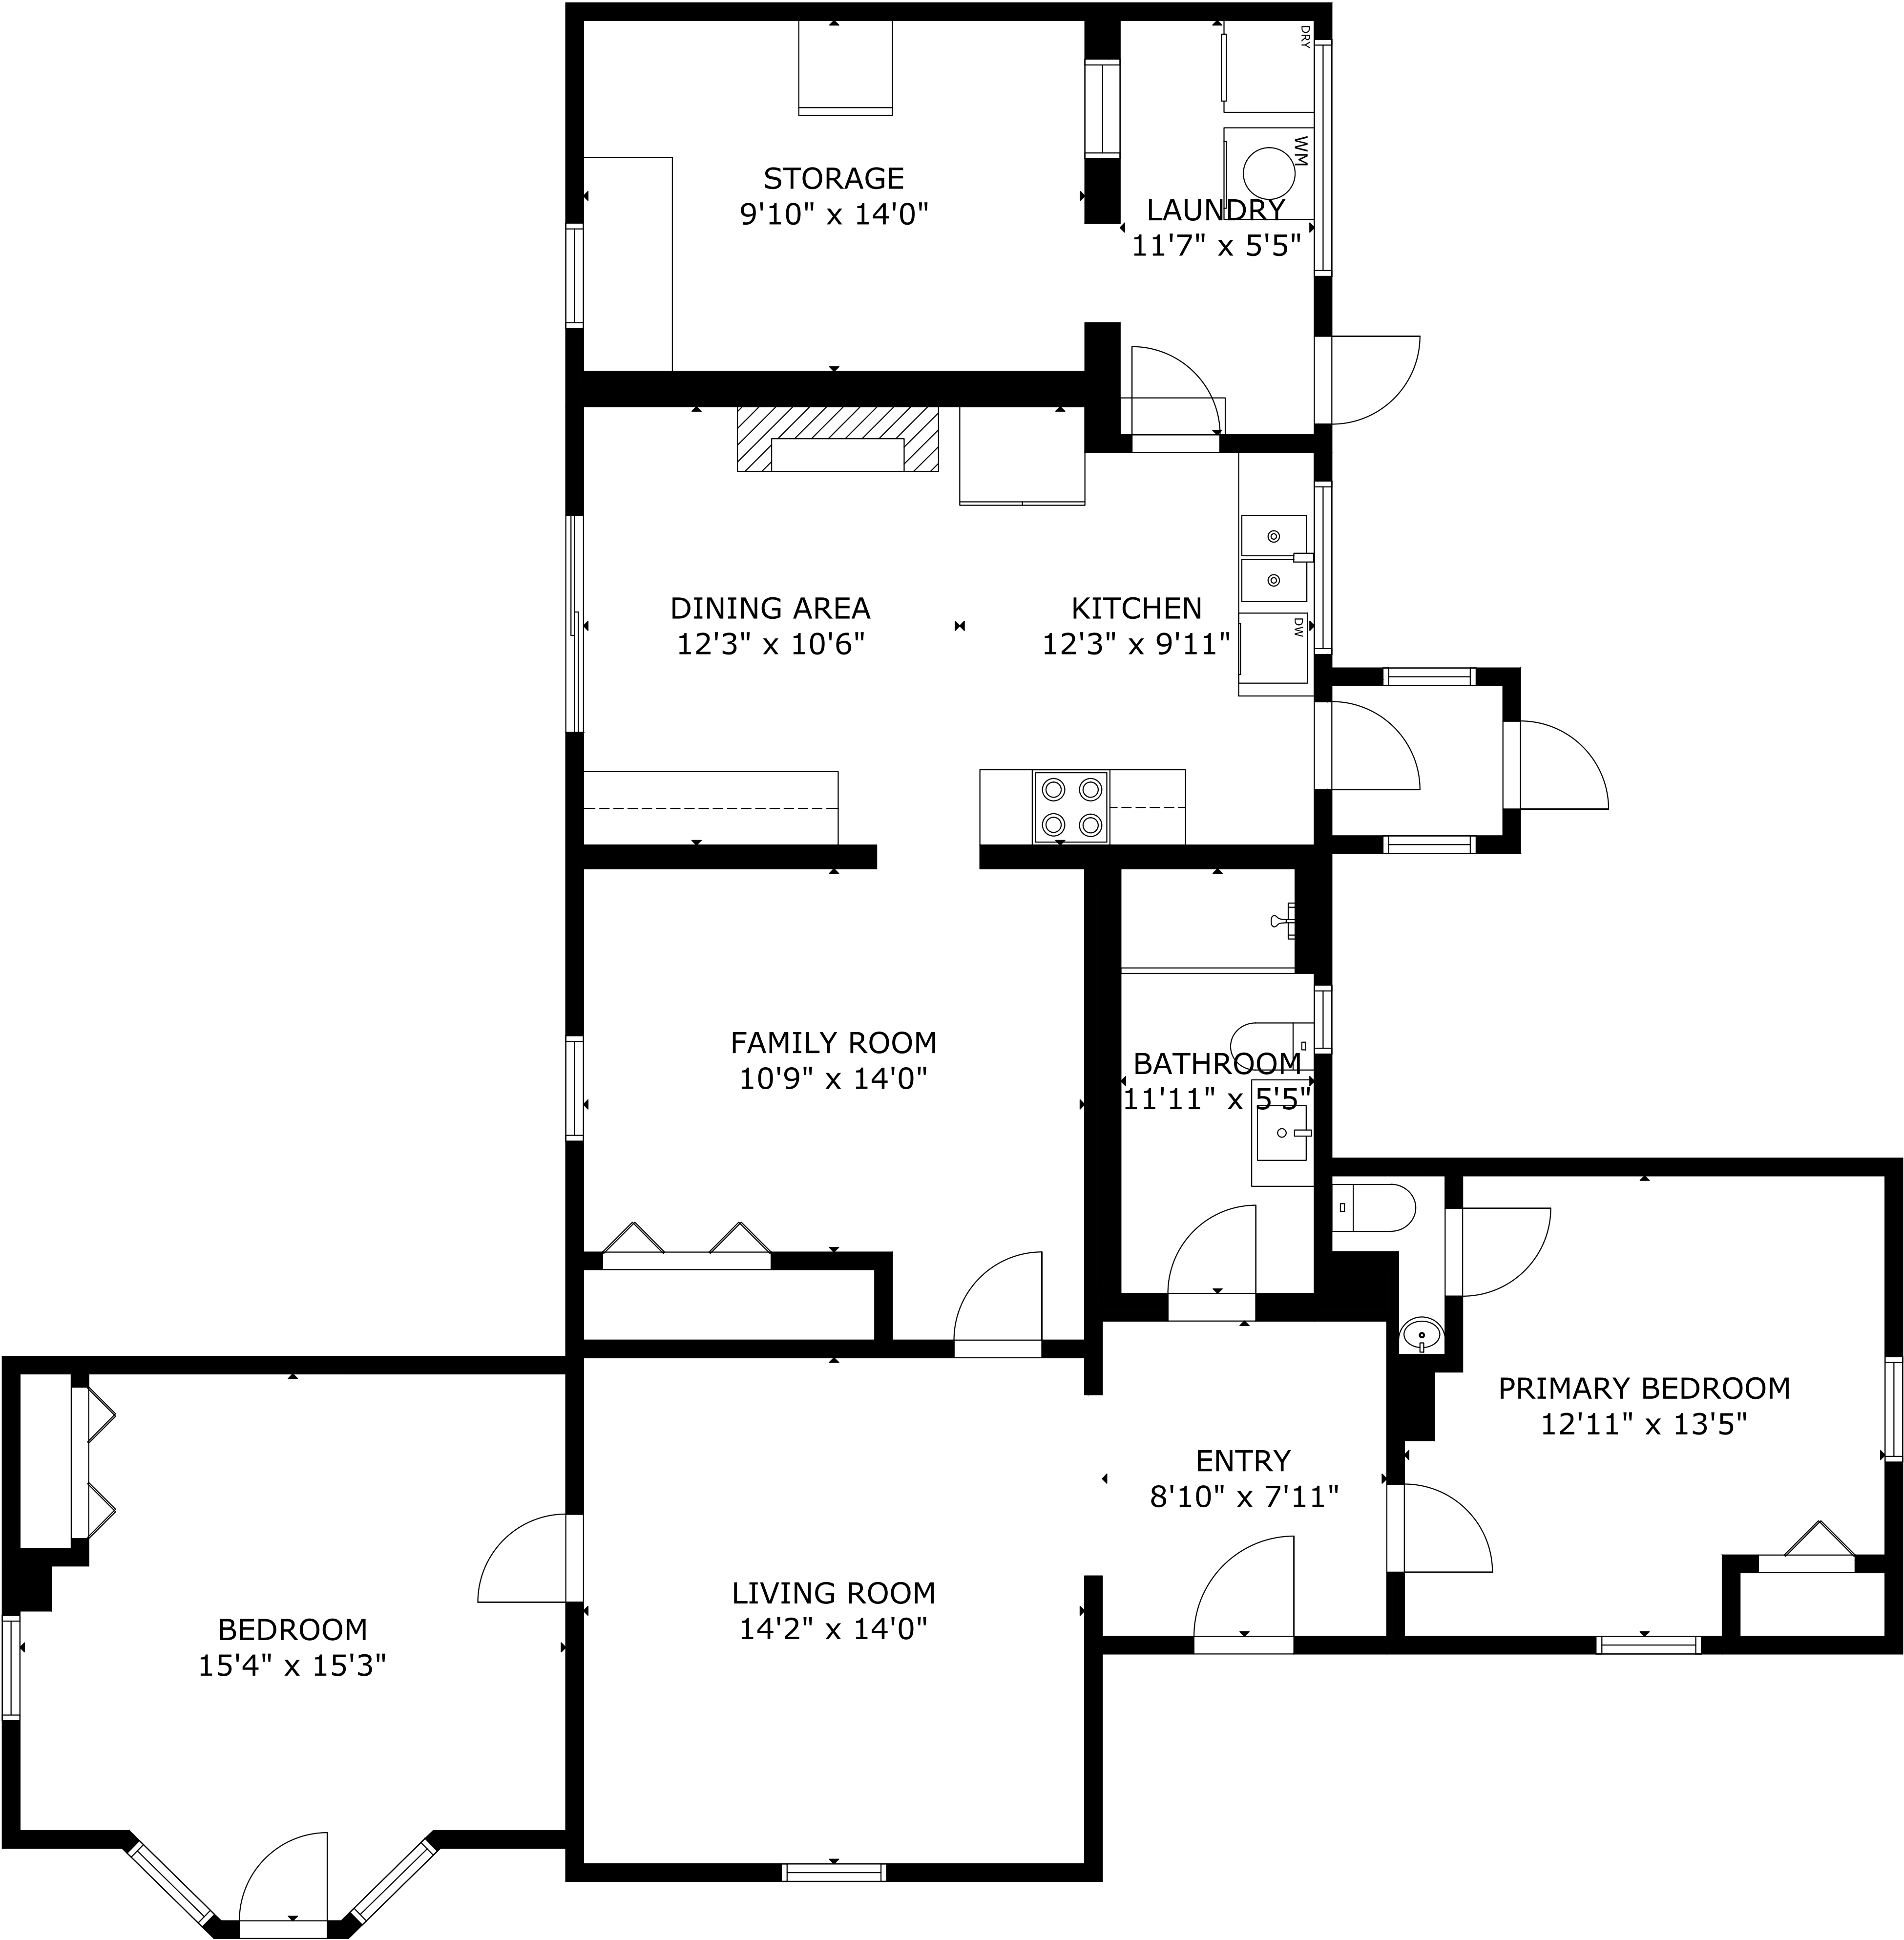 DRY
WM
STORAGE
9'10" x 14'0"
LAUNDRY
11'7" x 5'5"
DINING AREA
12'3" x 10'6"
KITCHEN
12'3" x 9'11"
DW
FAMILY ROOM
10'9" x 14'0"
BATHROOM
11'11" x 5'5"
PRIMARY BEDROOM
12'11" x 13'5"
ENTRY
8'10" x 7'11"
LIVING ROOM
14'2" x 14'0"
BEDROOM
15'4" x 15'3"